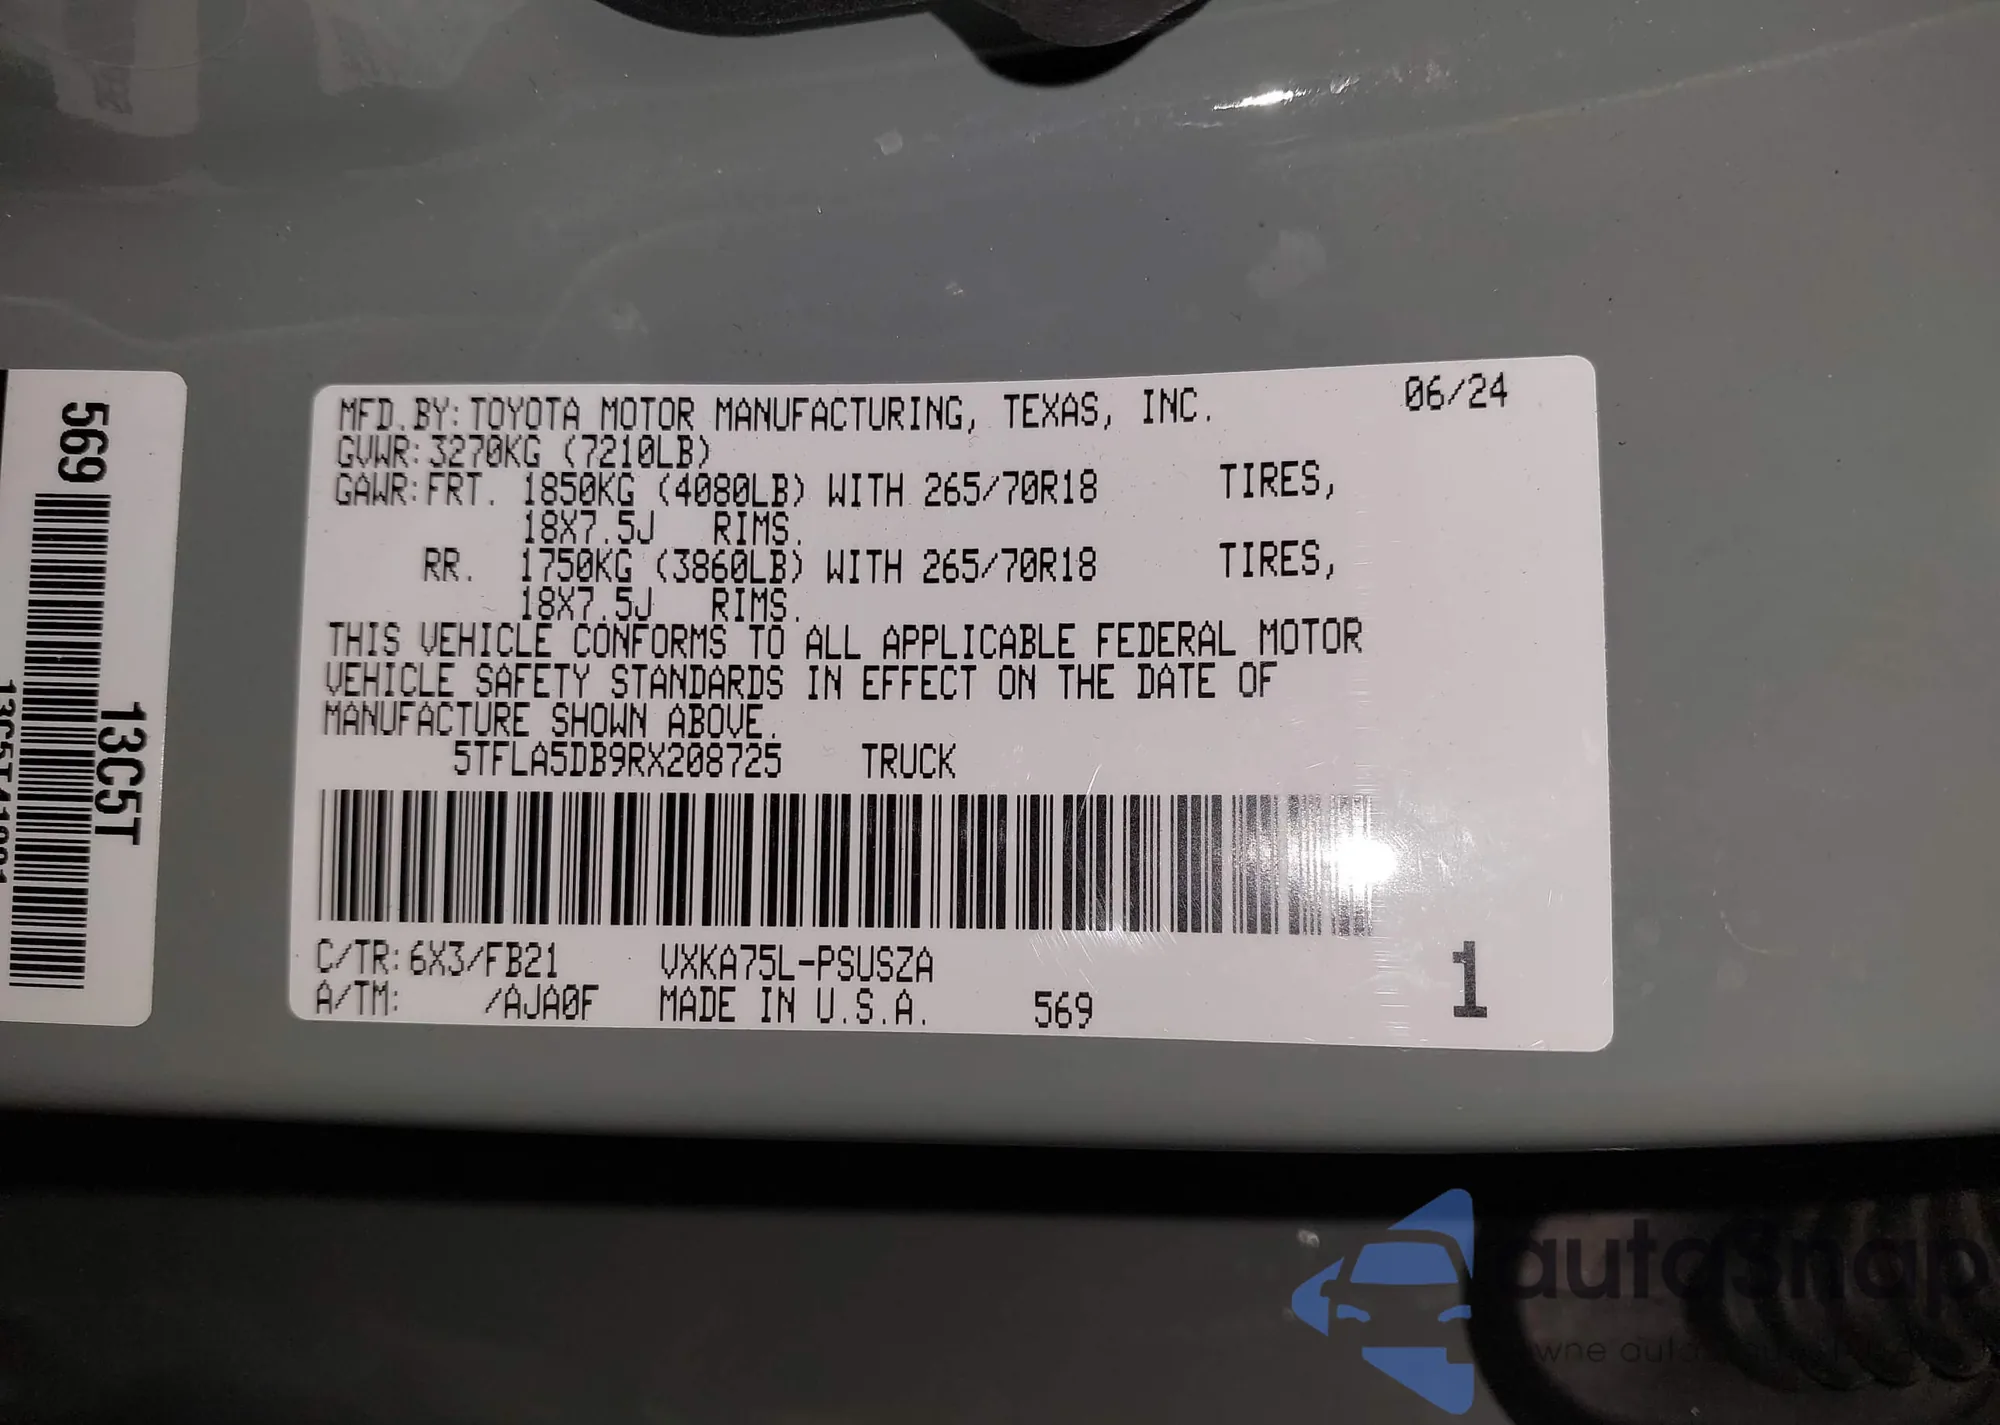 MFD.BY:TOYOTA MOTOR MANUFACTURING, TEXAS, INC. 06/24
GVWR:3270KG (7210LB)
GAWR:FRT. 1850KG (4080LB) WITH 265/70R18 TIRES,
18X7.5J RIMS.
RR. 1750KG (3860LB) WITH 265/70R18 TIRES,
18X7.5J RIMS.
THIS VEHICLE CONFORMS TO ALL APPLICABLE FEDERAL MOTOR
VEHICLE SAFETY STANDARDS IN EFFECT ON THE DATE OF
MANUFACTURE SHOWN ABOVE.
5TFLA5DB9RX208725 TRUCK
C/TR:6X3/FB21 VXKA75L-PSUSZA
A/TM: /AJA0F MADE IN U.S.A. 569 1
569
13C5T
autosnap